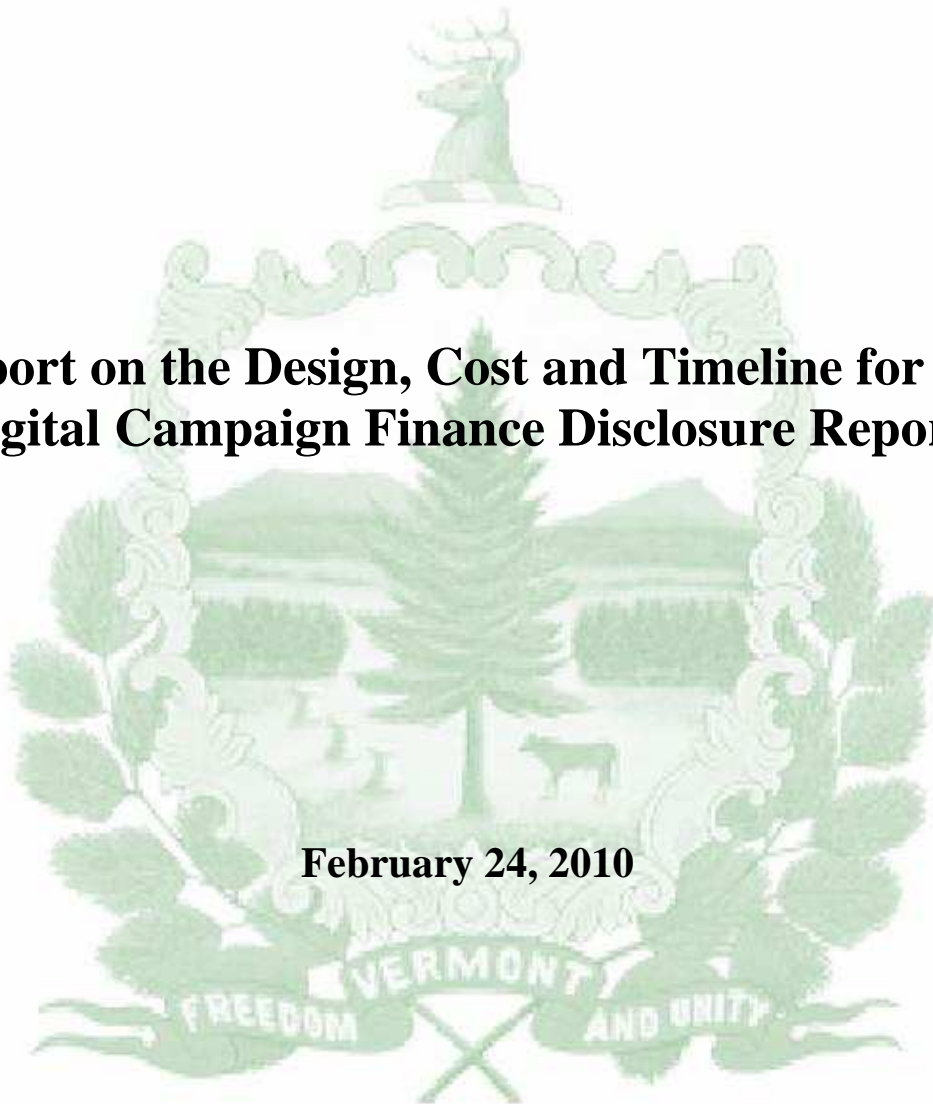 port on the Design, Cost and Timeline for
igital Campaign Finance Disclosure Repor
February 24, 2010
VERMONT
FREEDOM AND UNITY